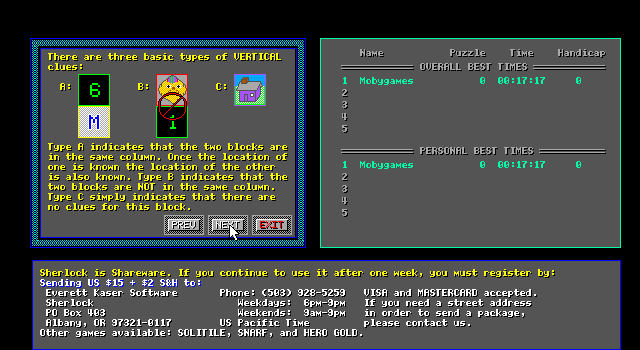 There are three basic types of VERTICAL
clues:
A: 6 B: C:
M 1
Type A indicates that the two blocks are
in the same column. Once the location of
one is known the location of the other
is also known. Type B indicates that the
two blocks are NOT in the same column.
Type C simply indicates that there are
no clues for this block.
PREV NEXT EXIT
Name Puzzle Time Handicap
OVERALL BEST TIMES
1 Mobygames 0 00:17:17 0
2
3
4
5
PERSONAL BEST TIMES
1 Mobygames 0 00:17:17 0
2
3
4
5
Sherlock is Shareware. If you continue to use it after one week, you must register by:
Sending US $15 + $2 S&H to:
Everett Kaser Software Phone: (503) 928-5259 VISA and MASTERCARD accepted.
Sherlock Weekdays: 6pm-9pm If you need a street address
PO Box 403 Weekends: 9am-9pm in order to send a package,
Albany, OR 97321-0117 US Pacific Time please contact us.
Other games available: SOLITILE, SNARF, and HERO GOLD.